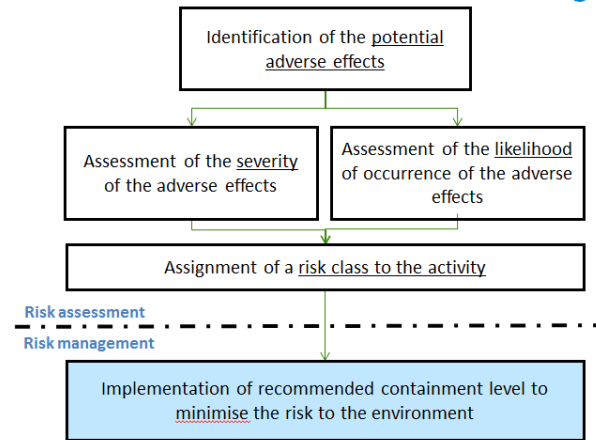 Identification of the potential
adverse effects
Assessment of the severity
of the adverse effects
Assessment of the likelihood
of occurrence of the adverse
effects
Assignment of a risk class to the activity
Risk assessment
Risk management
Implementation of recommended containment level to
minimise the risk to the environment